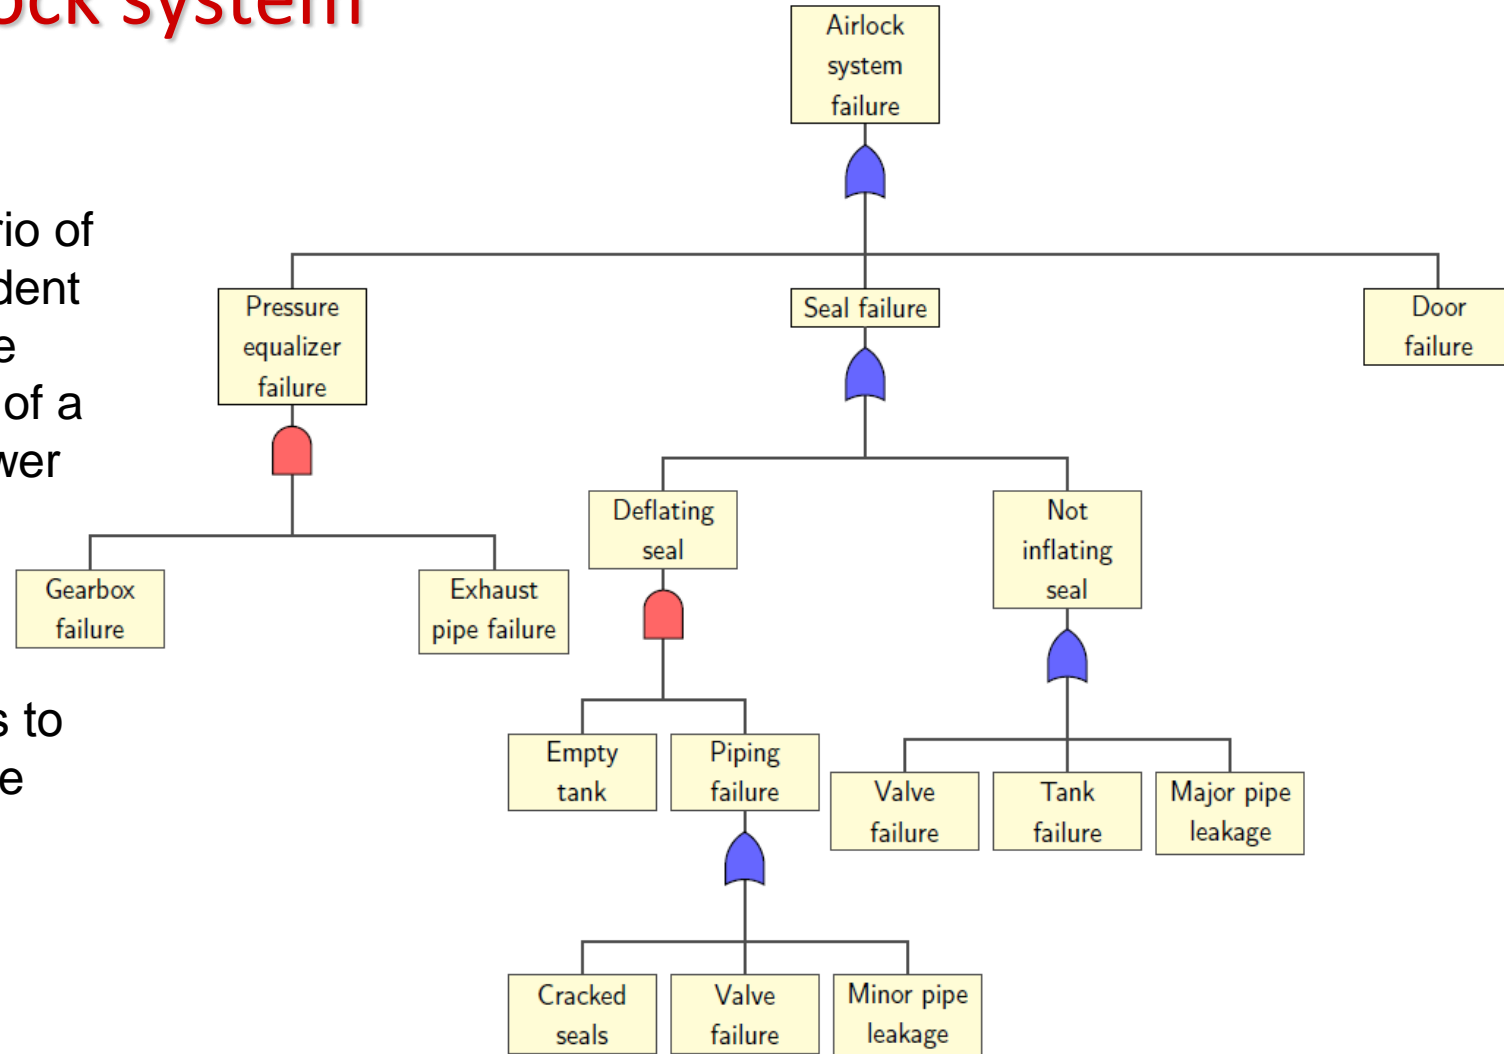 ock system
Airlock
system
failure
rio of
dent
e
of a
wer
s to
e
Pressure
equalizer
failure
Seal failure
Door
failure
Gearbox
failure
Exhaust
pipe failure
Deflating
seal
Not
inflating
seal
Empty
tank
Piping
failure
Valve
failure
Tank
failure
Major pipe
leakage
Cracked
seals
Valve
failure
Minor pipe
leakage